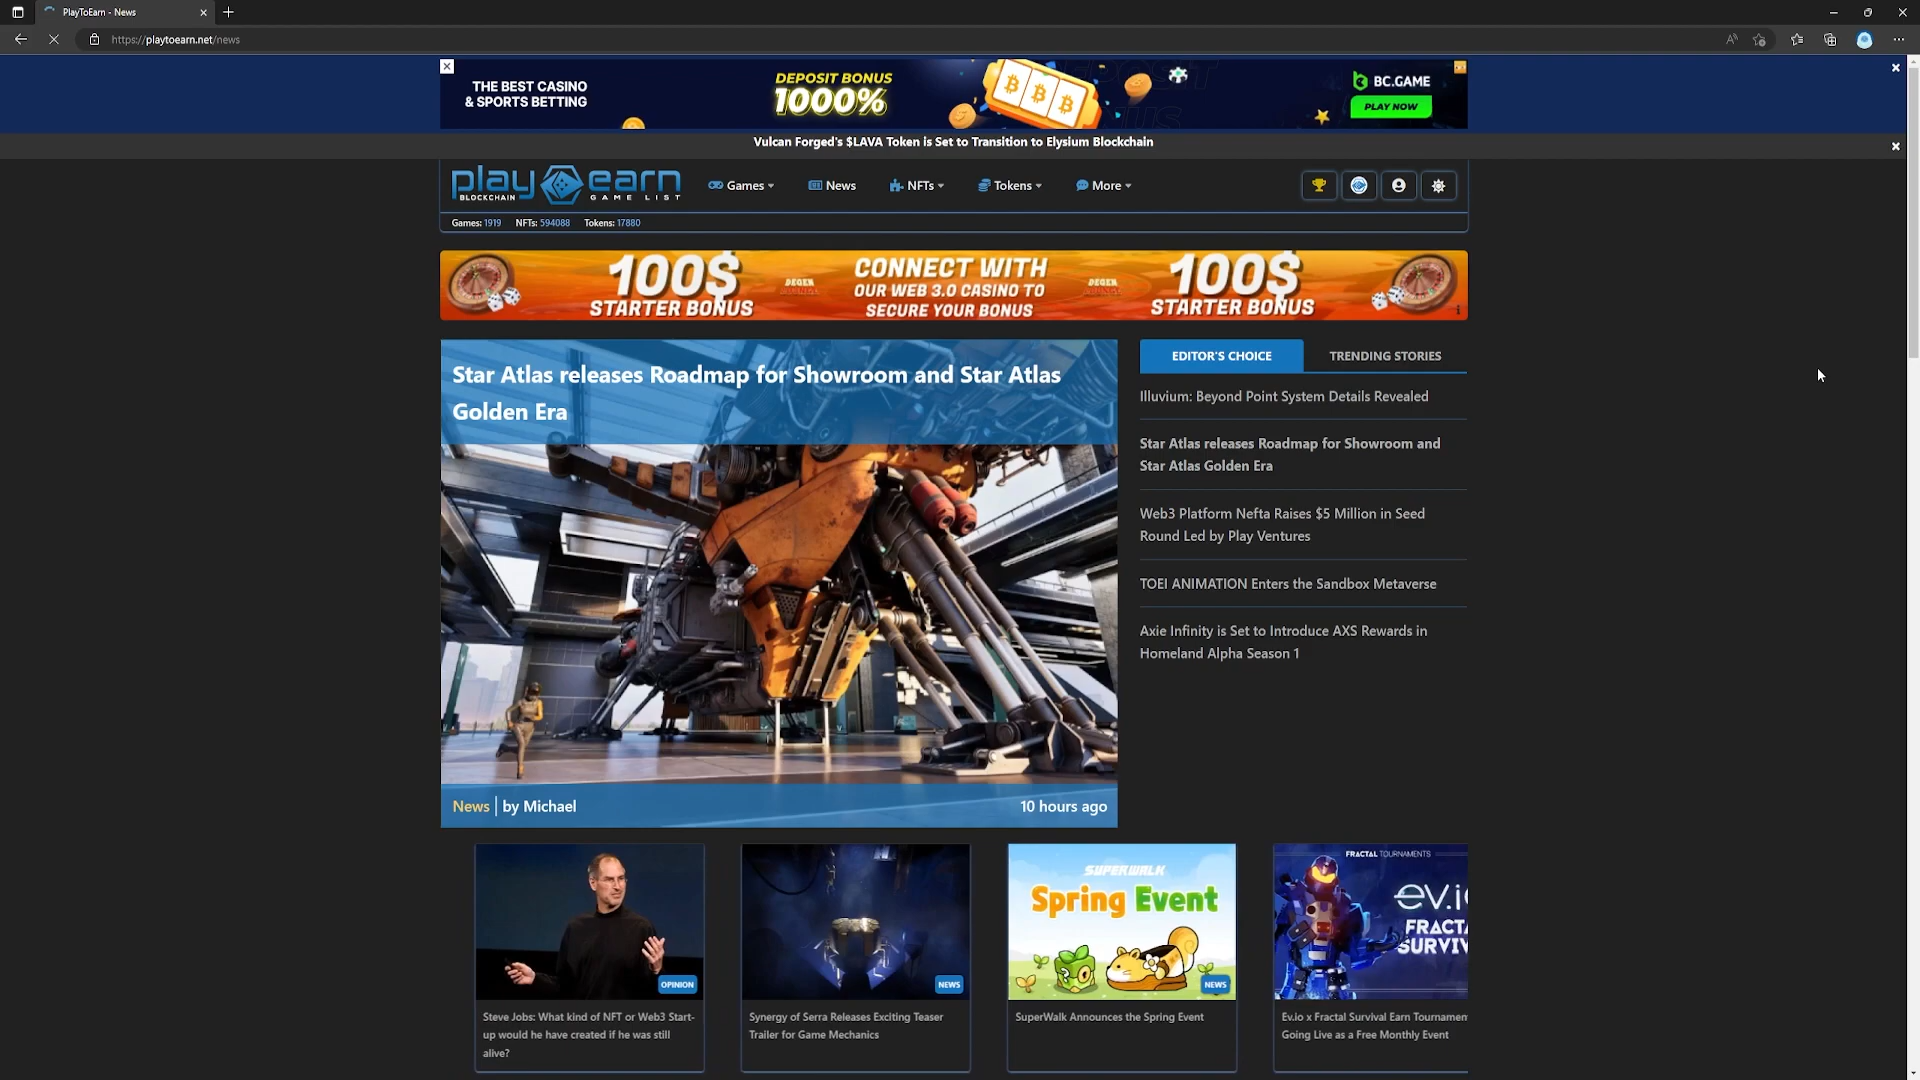 PlayToEarn - News
https://playtoearn.net/news
THE BEST CASINO
& SPORTS BETTING
DEPOSIT BONUS
1000%
BC.GAME
PLAY NOW
Vulcan Forged's $LAVA Token is Set to Transition to Elysium Blockchain
play earn
BLOCKCHAIN GAME LIST
Games
News
NFTs
Tokens
More
Games: 1919 NFTs: 594088 Tokens: 17880
100$
STARTER BONUS
CONNECT WITH
OUR WEB 3.0 CASINO TO
SECURE YOUR BONUS
100$
STARTER BONUS
Star Atlas releases Roadmap for Showroom and Star Atlas
Golden Era
News by Michael
10 hours ago
EDITOR'S CHOICE
TRENDING STORIES
Illuvium: Beyond Point System Details Revealed
Star Atlas releases Roadmap for Showroom and
Star Atlas Golden Era
Web3 Platform Nefta Raises $5 Million in Seed
Round Led by Play Ventures
TOEI ANIMATION Enters the Sandbox Metaverse
Axie Infinity is Set to Introduce AXS Rewards in
Homeland Alpha Season 1
OPINION
Steve Jobs: What kind of NFT or Web3 Start-
up would he have created if he was still
alive?
NEWS
Synergy of Serra Releases Exciting Teaser
Trailer for Game Mechanics
SUPERWALK
Spring Event
NEWS
SuperWalk Announces the Spring Event
FRACTAL TOURNAMENTS
ev.i
FRACTA
SURVIV
Ev.io x Fractal Survival Earn Tournamen
Going Live as a Free Monthly Event